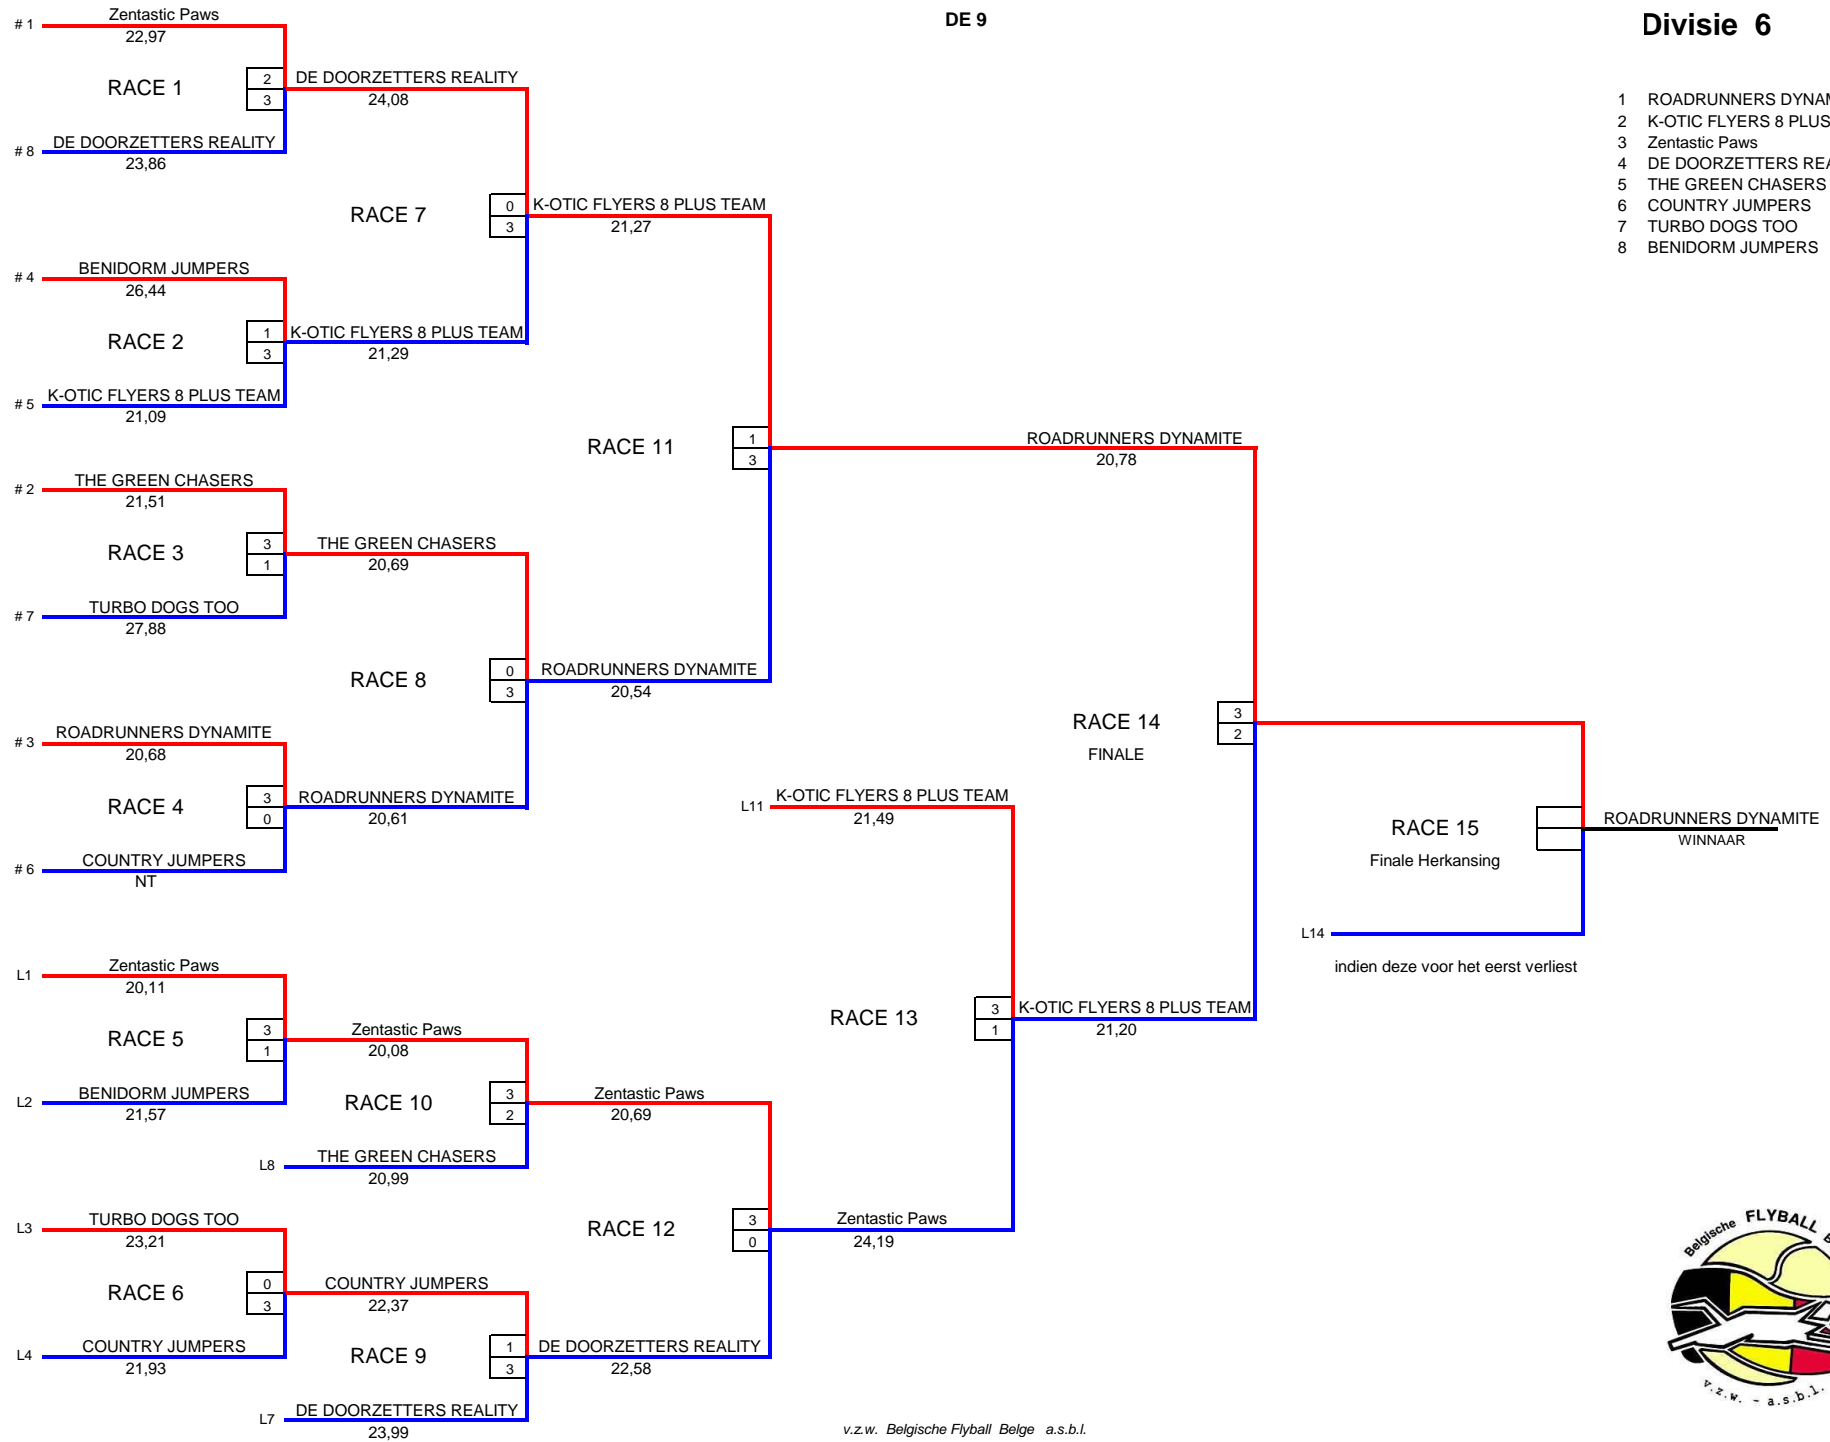 DE 9
Divisie 6
1 ROADRUNNERS
2 K-OTIC FLYERS 8 PLUS
3 Zentastic Paws
4 DE DOORZETTERS
5 THE GREEN CHASERS
6 COUNTRY JUMPERS
7 TURBO DOGS TOO
8 BENIDORM JUMPERS
# 1 Zentastic Paws
22,97
RACE 1
2
3
# 8 DE DOORZETTERS REALITY
23,86
DE DOORZETTERS REALITY
24,08
RACE 7
0
3
K-OTIC FLYERS 8 PLUS TEAM
21,27
# 4 BENIDORM JUMPERS
26,44
RACE 2
1
3
K-OTIC FLYERS 8 PLUS TEAM
21,29
# 5 K-OTIC FLYERS 8 PLUS TEAM
21,09
RACE 11
1
3
ROADRUNNERS DYNAMITE
20,78
# 2 THE GREEN CHASERS
21,51
RACE 3
3
1
THE GREEN CHASERS
20,69
# 7 TURBO DOGS TOO
27,88
RACE 8
0
3
ROADRUNNERS DYNAMITE
20,54
# 3 ROADRUNNERS DYNAMITE
20,68
RACE 4
3
0
ROADRUNNERS DYNAMITE
20,61
# 6 COUNTRY JUMPERS
NT
RACE 14
FINALE
3
2
L11 K-OTIC FLYERS 8 PLUS TEAM
21,49
RACE 15
Finale Herkansing
ROADRUNNERS DYNAMITE
WINNAAR
L14
indien deze voor het eerst verliest
L1 Zentastic Paws
20,11
RACE 5
3
1
Zentastic Paws
20,08
L2 BENIDORM JUMPERS
21,57
RACE 10
3
2
Zentastic Paws
20,69
L8 THE GREEN CHASERS
20,99
RACE 13
3
1
K-OTIC FLYERS 8 PLUS TEAM
21,20
L3 TURBO DOGS TOO
23,21
RACE 6
0
3
COUNTRY JUMPERS
22,37
L4 COUNTRY JUMPERS
21,93
RACE 12
3
0
Zentastic Paws
24,19
RACE 9
1
3
DE DOORZETTERS REALITY
22,58
L7 DE DOORZETTERS REALITY
23,99
v.z.w. Belgische Flyball Belge a.s.b.l.
Belgische FLYBALL
v.z.w. - a.s.b.l.